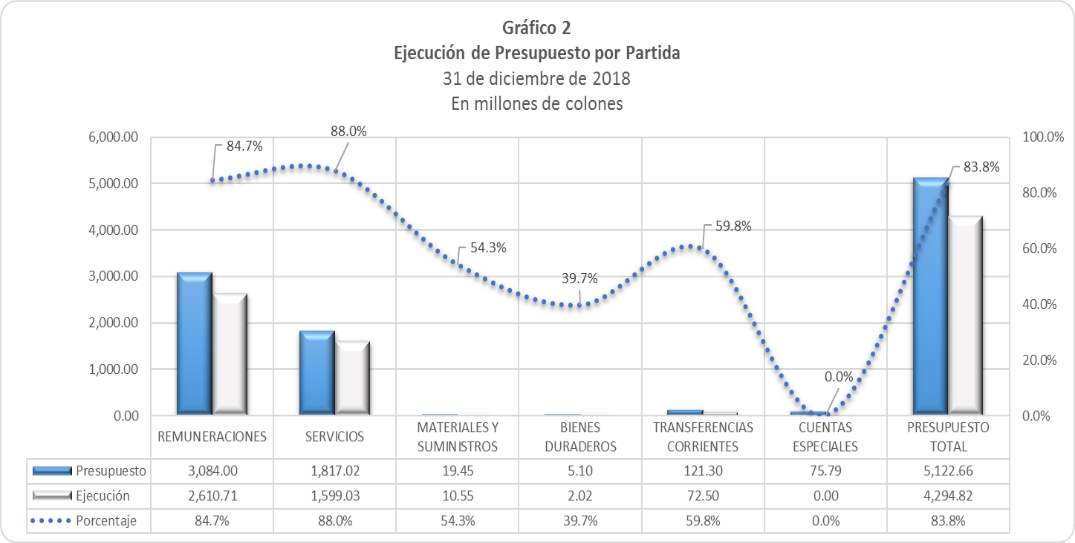 Gráfico 2
Ejecución de Presupuesto por Partida
31 de diciembre de 2018
En millones de colones
6,000.00
5,000.00
4,000.00
3,000.00
2,000.00
1,000.00
0.00
100.0%
80.0%
60.0%
40.0%
20.0%
0.0%
84.7%
88.0%
54.3%
39.7%
59.8%
0.0%
83.8%
REMUNERACIONES SERVICIOS MATERIALES Y SUMINISTROS BIENES DURADEROS TRANSFERENCIAS CORRIENTES CUENTAS ESPECIALES PRESUPUESTO TOTAL
Presupuesto 3,084.00 1,817.02 19.45 5.10 121.30 75.79 5,122.66
Ejecución 2,610.71 1,599.03 10.55 2.02 72.50 0.00 4,294.82
Porcentaje 84.7% 88.0% 54.3% 39.7% 59.8% 0.0% 83.8%